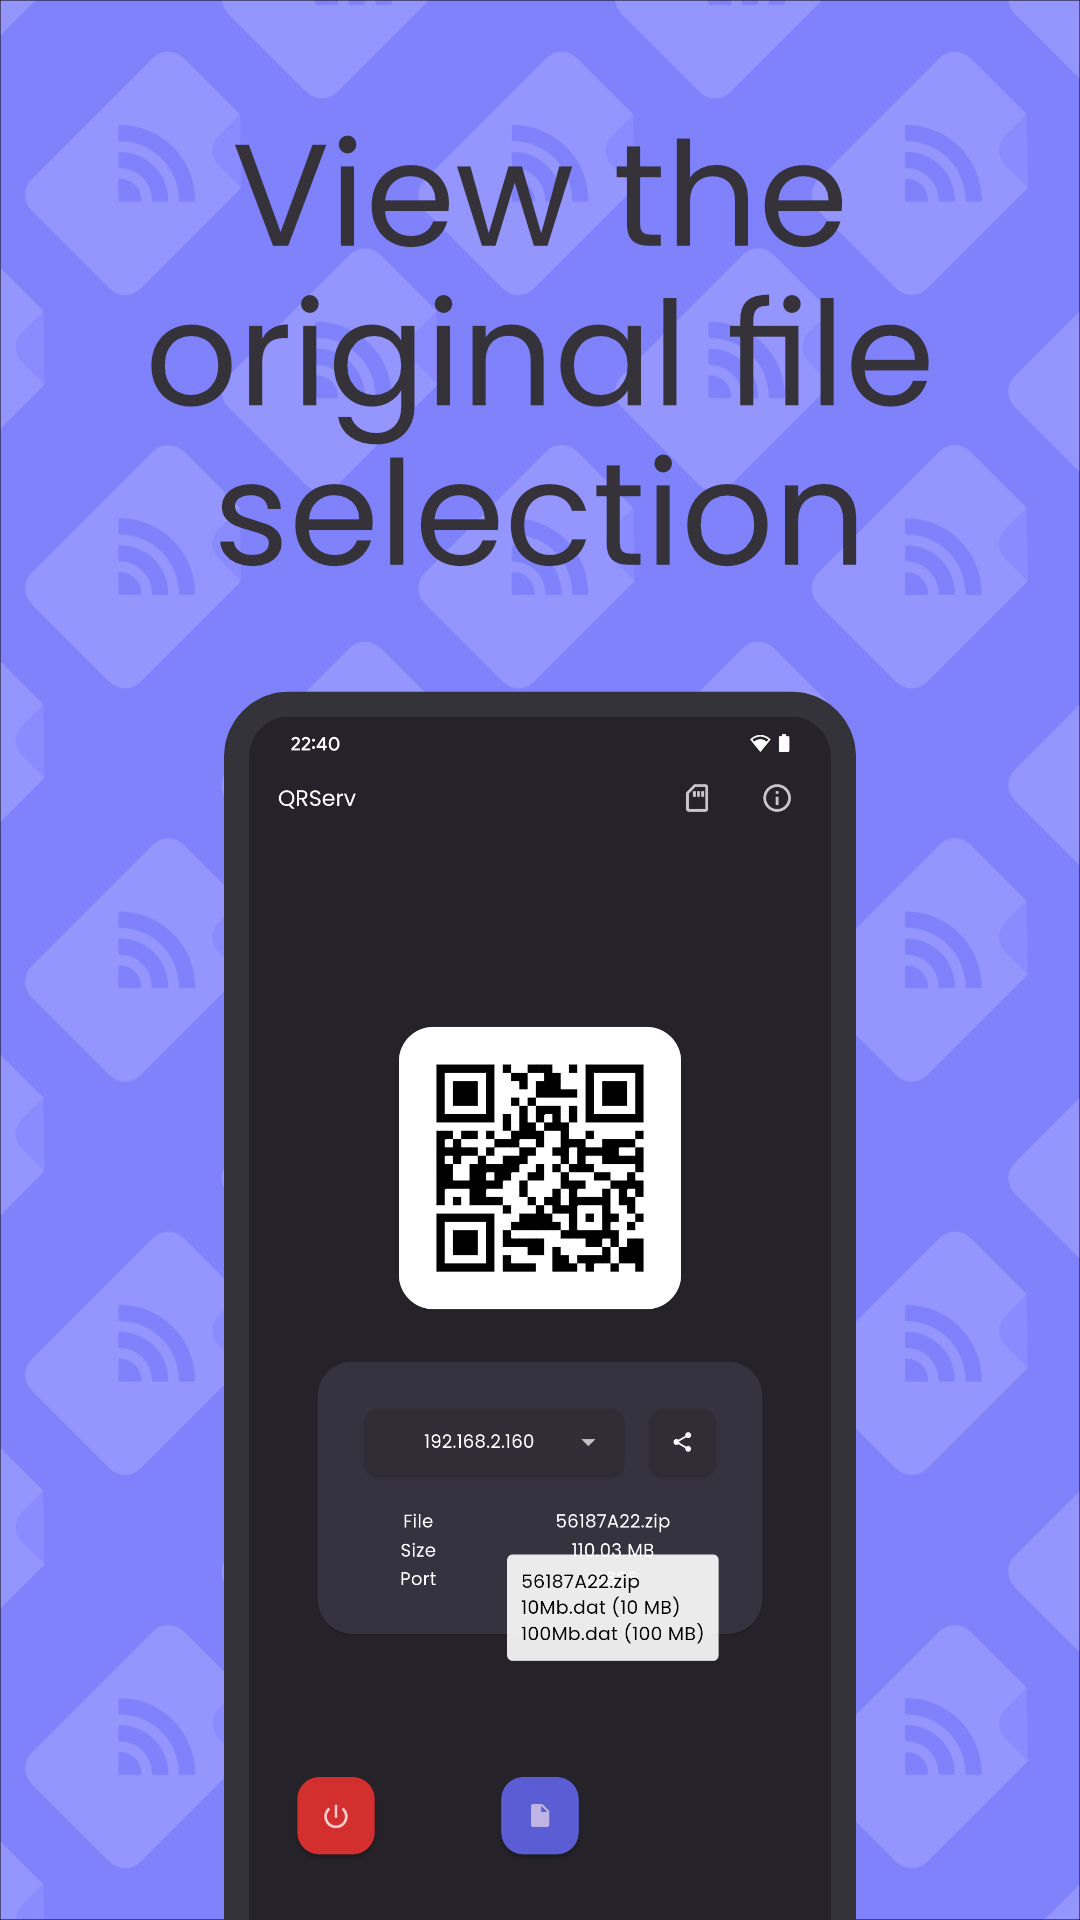 View the
original file
selection
22:40
QRServ
192.168.2.160
File 56187A22.zip
Size 110.03 MB
Port
56187A22.zip
10Mb.dat (10 MB)
100Mb.dat (100 MB)